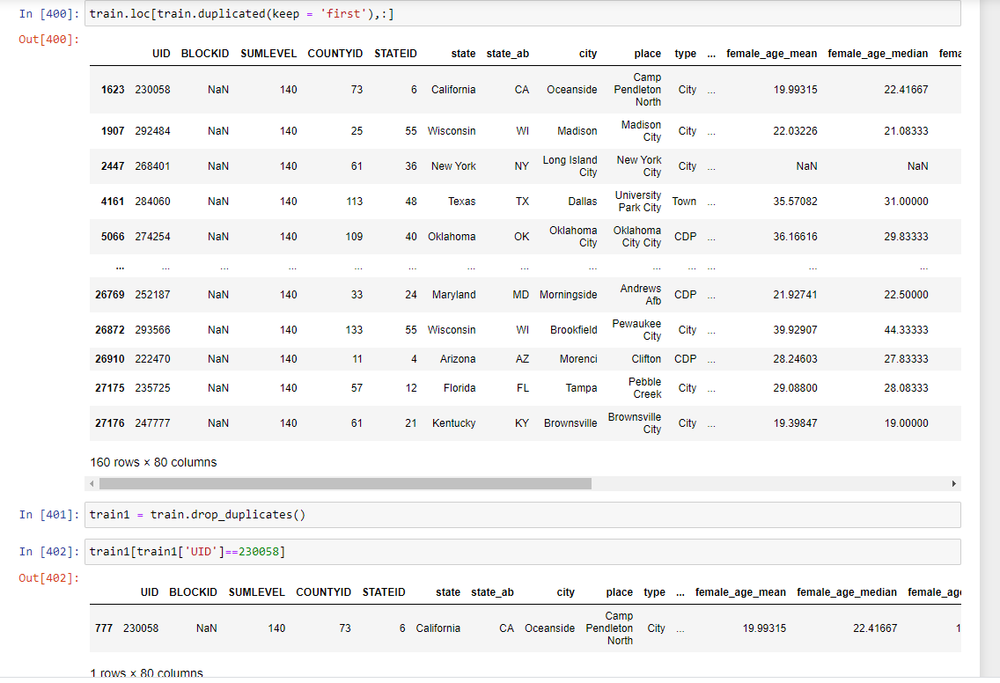 In [400]: train.loc[train.duplicated(keep = 'first'),:]
Out[400]:
UID BLOCKID SUMLEVEL COUNTYID STATEID state state_ab city place type ... female_age_mean female_age_median fema
1623 230058 NaN 140 73 6 California CA Oceanside Camp Pendleton North City ... 19.99315 22.41667
1907 292484 NaN 140 25 55 Wisconsin WI Madison Madison City City ... 22.03226 21.08333
2447 268401 NaN 140 61 36 New York NY Long Island City New York City City ... NaN NaN
4161 284060 NaN 140 113 48 Texas TX Dallas University Park City Town ... 35.57082 31.00000
5066 274254 NaN 140 109 40 Oklahoma OK Oklahoma City Oklahoma City City CDP ... 36.16616 29.83333
... ... ... ... ... ... ... ... ... ... ... ... ... ...
26769 252187 NaN 140 33 24 Maryland MD Morningside Andrews Afb CDP ... 21.92741 22.50000
26872 293566 NaN 140 133 55 Wisconsin WI Brookfield Pewaukee City City ... 39.92907 44.33333
26910 222470 NaN 140 11 4 Arizona AZ Morenci Clifton CDP ... 28.24603 27.83333
27175 235725 NaN 140 57 12 Florida FL Tampa Pebble Creek City ... 29.08800 28.08333
27176 247777 NaN 140 61 21 Kentucky KY Brownsville Brownsville City City ... 19.39847 19.00000
160 rows × 80 columns
In [401]: train1 = train.drop_duplicates()
In [402]: train1[train1['UID']==230058]
Out[402]:
UID BLOCKID SUMLEVEL COUNTYID STATEID state state_ab city place type ... female_age_mean female_age_median female_ag
777 230058 NaN 140 73 6 California CA Oceanside Camp Pendleton North City ... 19.99315 22.41667 1
1 rows × 80 columns